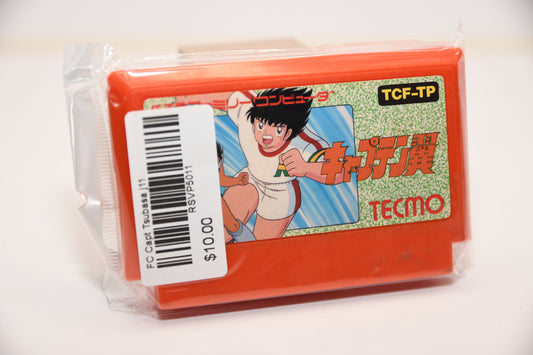 ファミリーコンピュータ
TCF-TP
キャプテン翼
TECMO
FC Capt Tsubasa j11
RSVP5011
$10.00